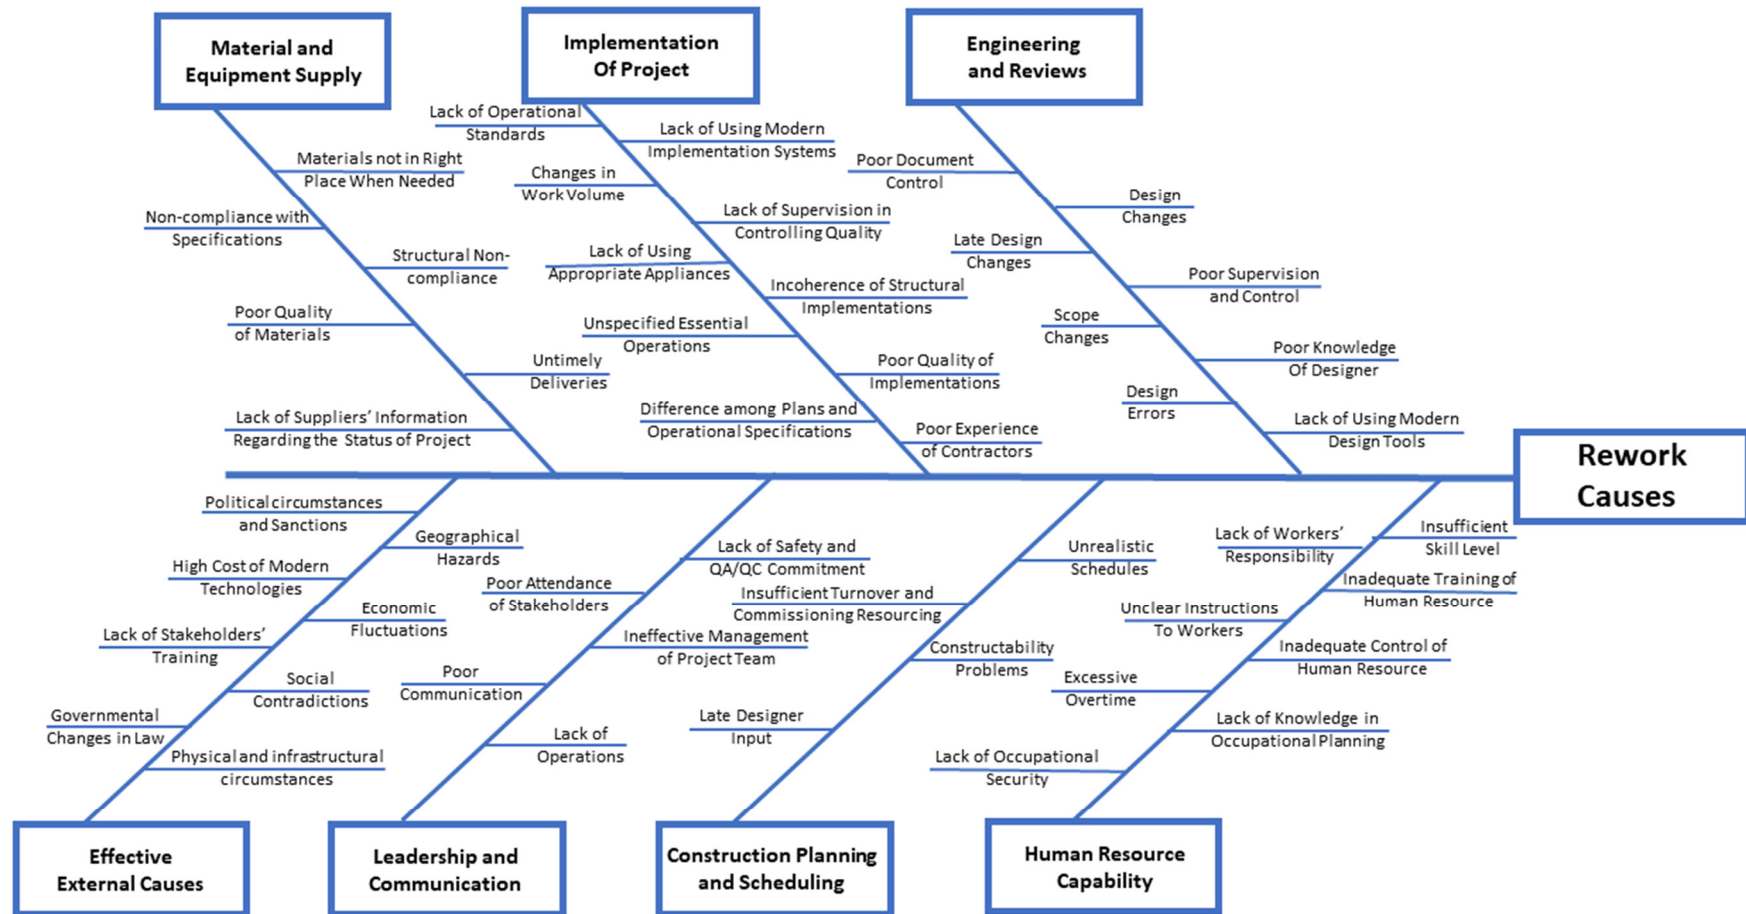 Material and
Equipment Supply
Implementation
Of Project
Engineering
and Reviews
Materials not in Right
Place When Needed
Non-compliance with
Specifications
Structural Non-
compliance
Poor Quality
of Materials
Untimely
Deliveries
Lack of Suppliers' Information
Regarding the Status of Project
Lack of Operational
Standards
Lack of Using Modern
Implementation Systems
Changes in
Work Volume
Lack of Supervision in
Controlling Quality
Lack of Using
Appropriate Appliances
Incoherence of Structural
Implementations
Unspecified Essential
Operations
Poor Quality of
Implementations
Difference among Plans and
Operational Specifications
Poor Experience
of Contractors
Poor Document
Control
Design
Changes
Late Design
Changes
Poor Supervision
and Control
Scope
Changes
Poor Knowledge
Of Designer
Design
Errors
Lack of Using Modern
Design Tools
Rework
Causes
Political circumstances
and Sanctions
Geographical
Hazards
High Cost of Modern
Technologies
Economic
Fluctuations
Lack of Stakeholders'
Training
Social
Contradictions
Governmental
Changes in Law
Physical and infrastructural
circumstances
Lack of Safety and
QA/QC Commitment
Poor Attendance
of Stakeholders
Ineffective Management
of Project Team
Poor
Communication
Lack of
Operations
Unrealistic
Schedules
Insufficient Turnover and
Commissioning Resourcing
Constructability
Problems
Late Designer
Input
Insufficient
Skill Level
Lack of Workers'
Responsibility
Inadequate Training of
Human Resource
Unclear Instructions
To Workers
Inadequate Control of
Human Resource
Excessive
Overtime
Lack of Knowledge in
Occupational Planning
Lack of Occupational
Security
Effective
External Causes
Leadership and
Communication
Construction Planning
and Scheduling
Human Resource
Capability